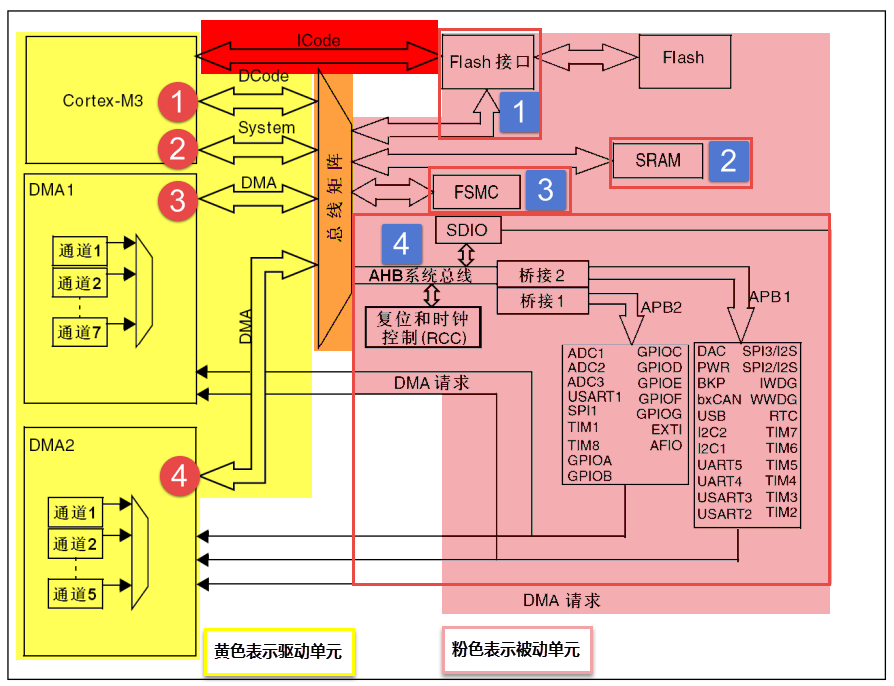 ICode
DCode
Cortex-M3
1
System
2
DMA
3
DMA1
通道1
通道2
通道7
DMA
DMA2
4
通道1
通道2
通道5
总线矩阵
Flash 接口
1
Flash
SRAM
2
FSMC
3
4
SDIO
AHB系统总线
桥接2
桥接1
复位和时钟
控制(RCC)
APB2
APB1
DMA 请求
ADC1
ADC2
ADC3
USART1
SPI1
TIM1
TIM8
GPIOA
GPIOB
GPIOC
GPIOD
GPIOE
GPIOF
GPIOG
EXTI
AFIO
DAC
PWR
BKP
bxCAN
USB
I2C2
I2C1
UART5
UART4
USART3
USART2
SPI3/I2S
SPI2/I2S
IWDG
WWDG
RTC
TIM7
TIM6
TIM5
TIM4
TIM3
TIM2
DMA 请求
黄色表示驱动单元
粉色表示被动单元